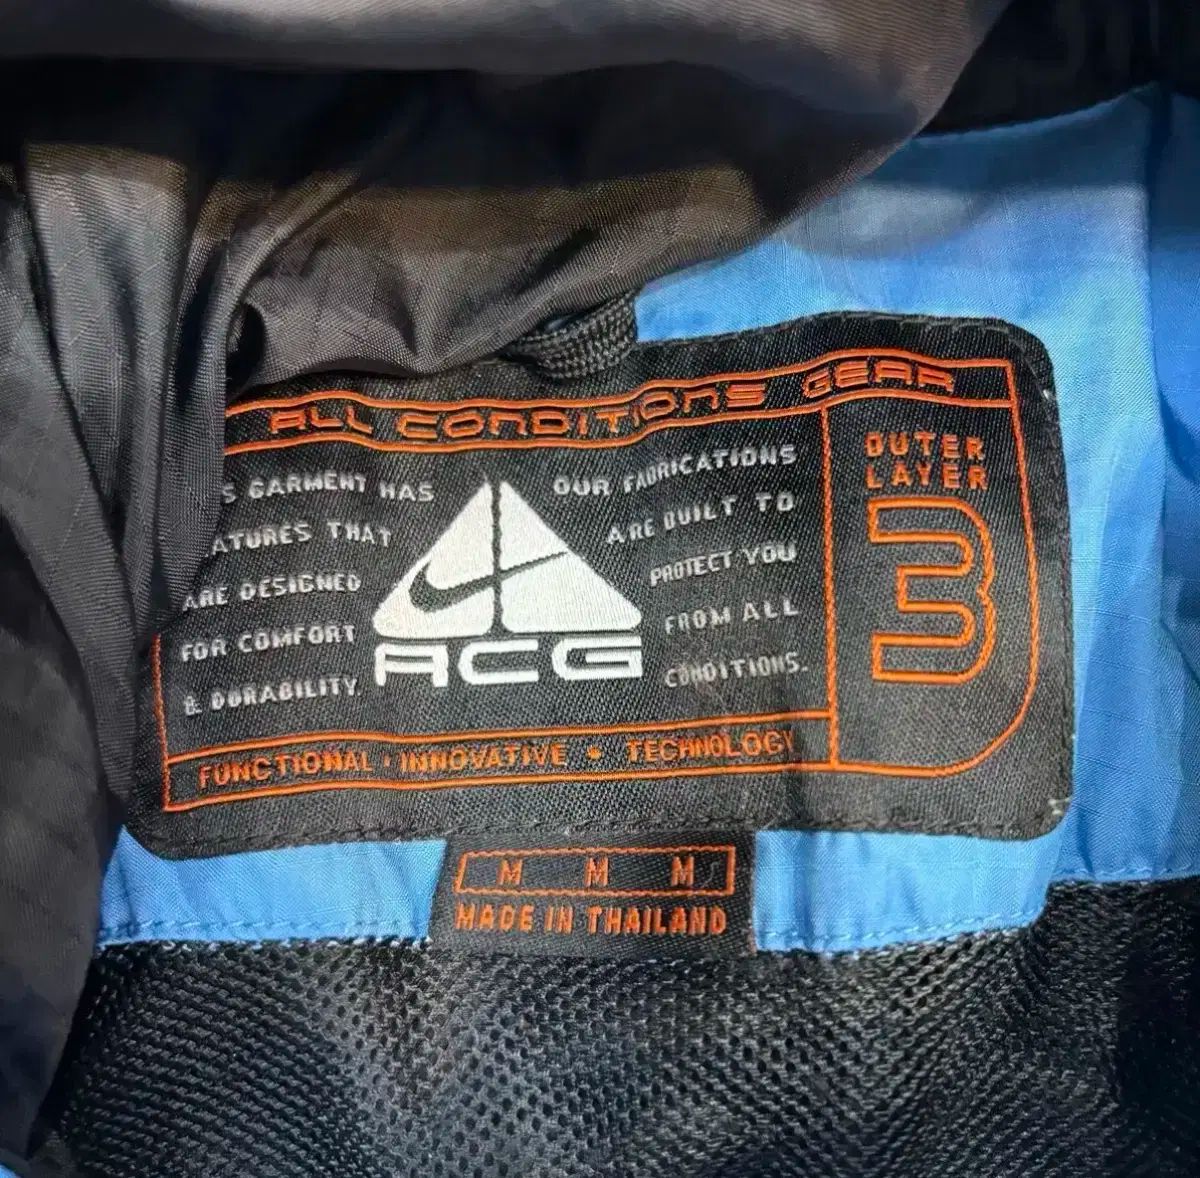 ALL CONDITIONS GEAR
S GARMENT HAS
ATURES THAT
ARE DESIGNED
FOR COMFORT
& DURABILITY.
ACG
OUR FABRICATIONS
ARE BUILT TO
PROTECT YOU
FROM ALL
CONDITIONS.
OUTER
LAYER
3
FUNCTIONAL · INNOVATIVE • TECHNOLOGY
M M M
MADE IN THAILAND